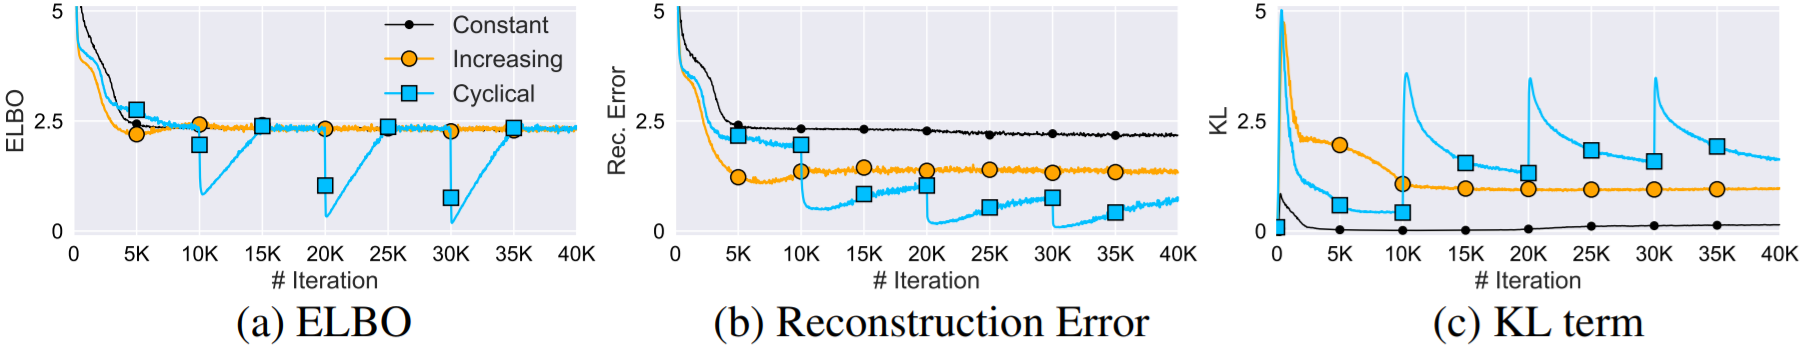 5
2.5
0
ELBO
Constant
Increasing
Cyclical
0 5K 10K 15K 20K 25K 30K 35K 40K
# Iteration
(a) ELBO
5
2.5
0
Rec. Error
0 5K 10K 15K 20K 25K 30K 35K 40K
# Iteration
(b) Reconstruction Error
5
2.5
0
KL
0 5K 10K 15K 20K 25K 30K 35K 40K
# Iteration
(c) KL term